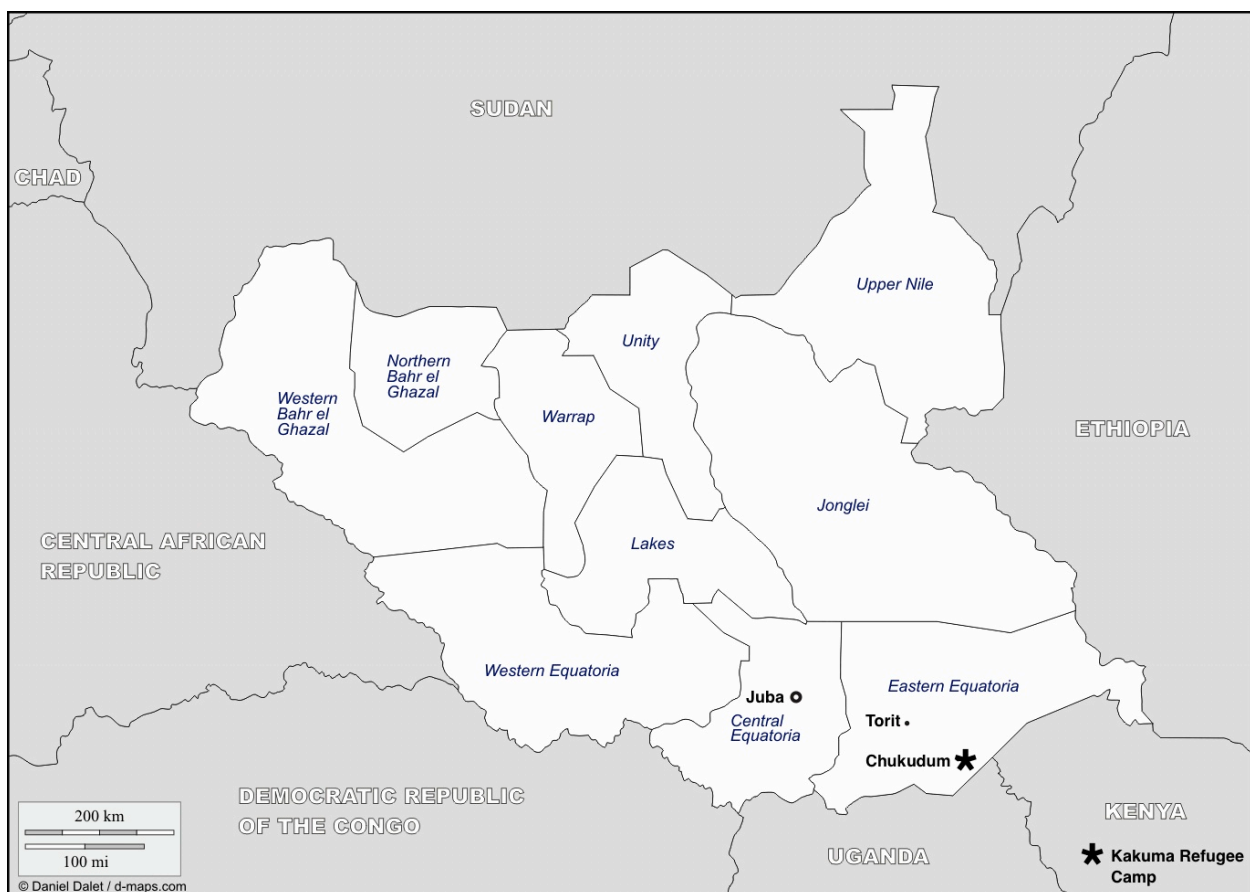 SUDAN
CHAD
Upper Nile
Unity
Northern
Bahr el
Ghazal
Western
Bahr el
Ghazal
Warrap
ETHIOPIA
Jonglei
CENTRAL AFRICAN
REPUBLIC
Lakes
Western Equatoria
Eastern Equatoria
Juba
Central
Equatoria
Torit
Chukudum
DEMOCRATIC REPUBLIC
OF THE CONGO
KENYA
UGANDA
Kakuma Refugee
Camp
200 km
100 mi
© Daniel Dalet / d-maps.com